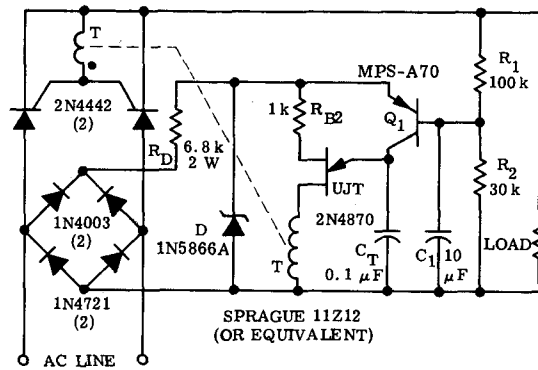 T
MPS-A70
R1
100 k
2N4442
(2)
1 k
RB2
Q1
RD
6.8 k
2 W
R2
30 k
UJT
2N4870
1N4003
(2)
D
1N5866A
T
CT
0.1 μF
C1
10
μF
LOAD
1N4721
(2)
SPRAGUE 11Z12
(OR EQUIVALENT)
AC LINE